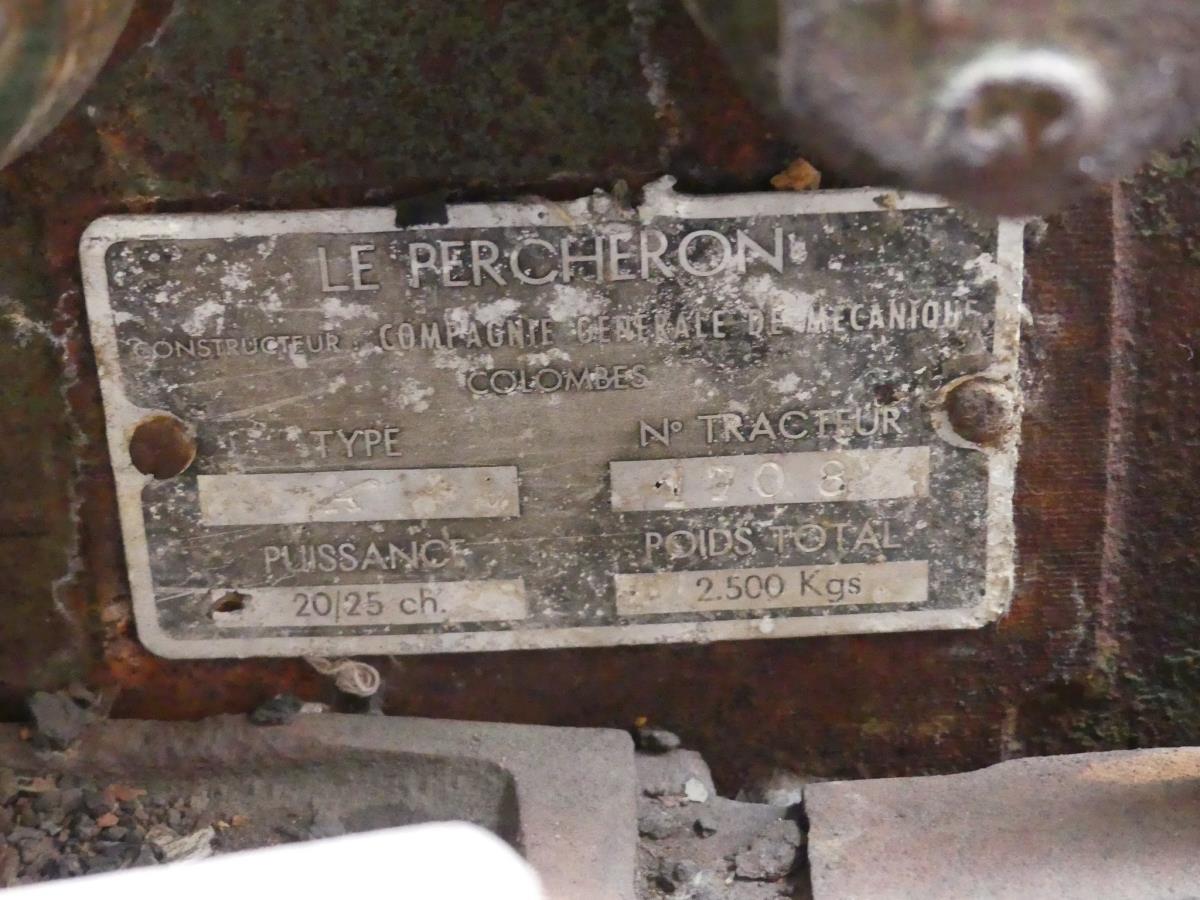 LE PERCHERON
CONSTRUCTEUR : COMPAGNIE GENERALE DE MECANIQUE
COLOMBES
TYPE N° TRACTEUR
PUISSANCE POIDS TOTAL
20/25 ch. 2.500 Kgs